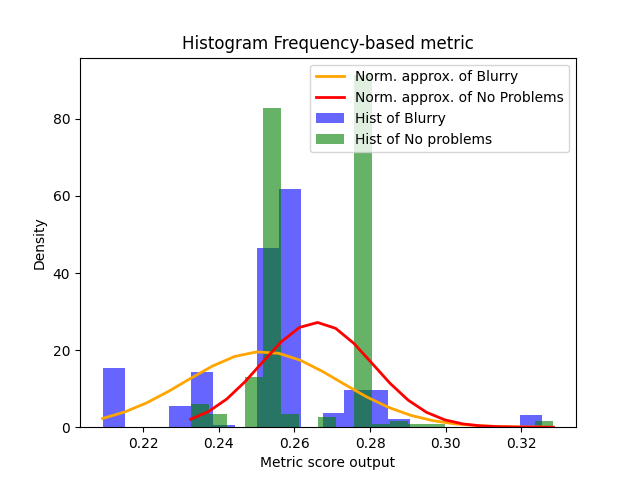 Histogram Frequency-based metric
Norm. approx. of Blurry
Norm. approx. of No Problems
Hist of Blurry
Hist of No problems
Density
80
60
40
20
0
0.22 0.24 0.26 0.28 0.30 0.32
Metric score output